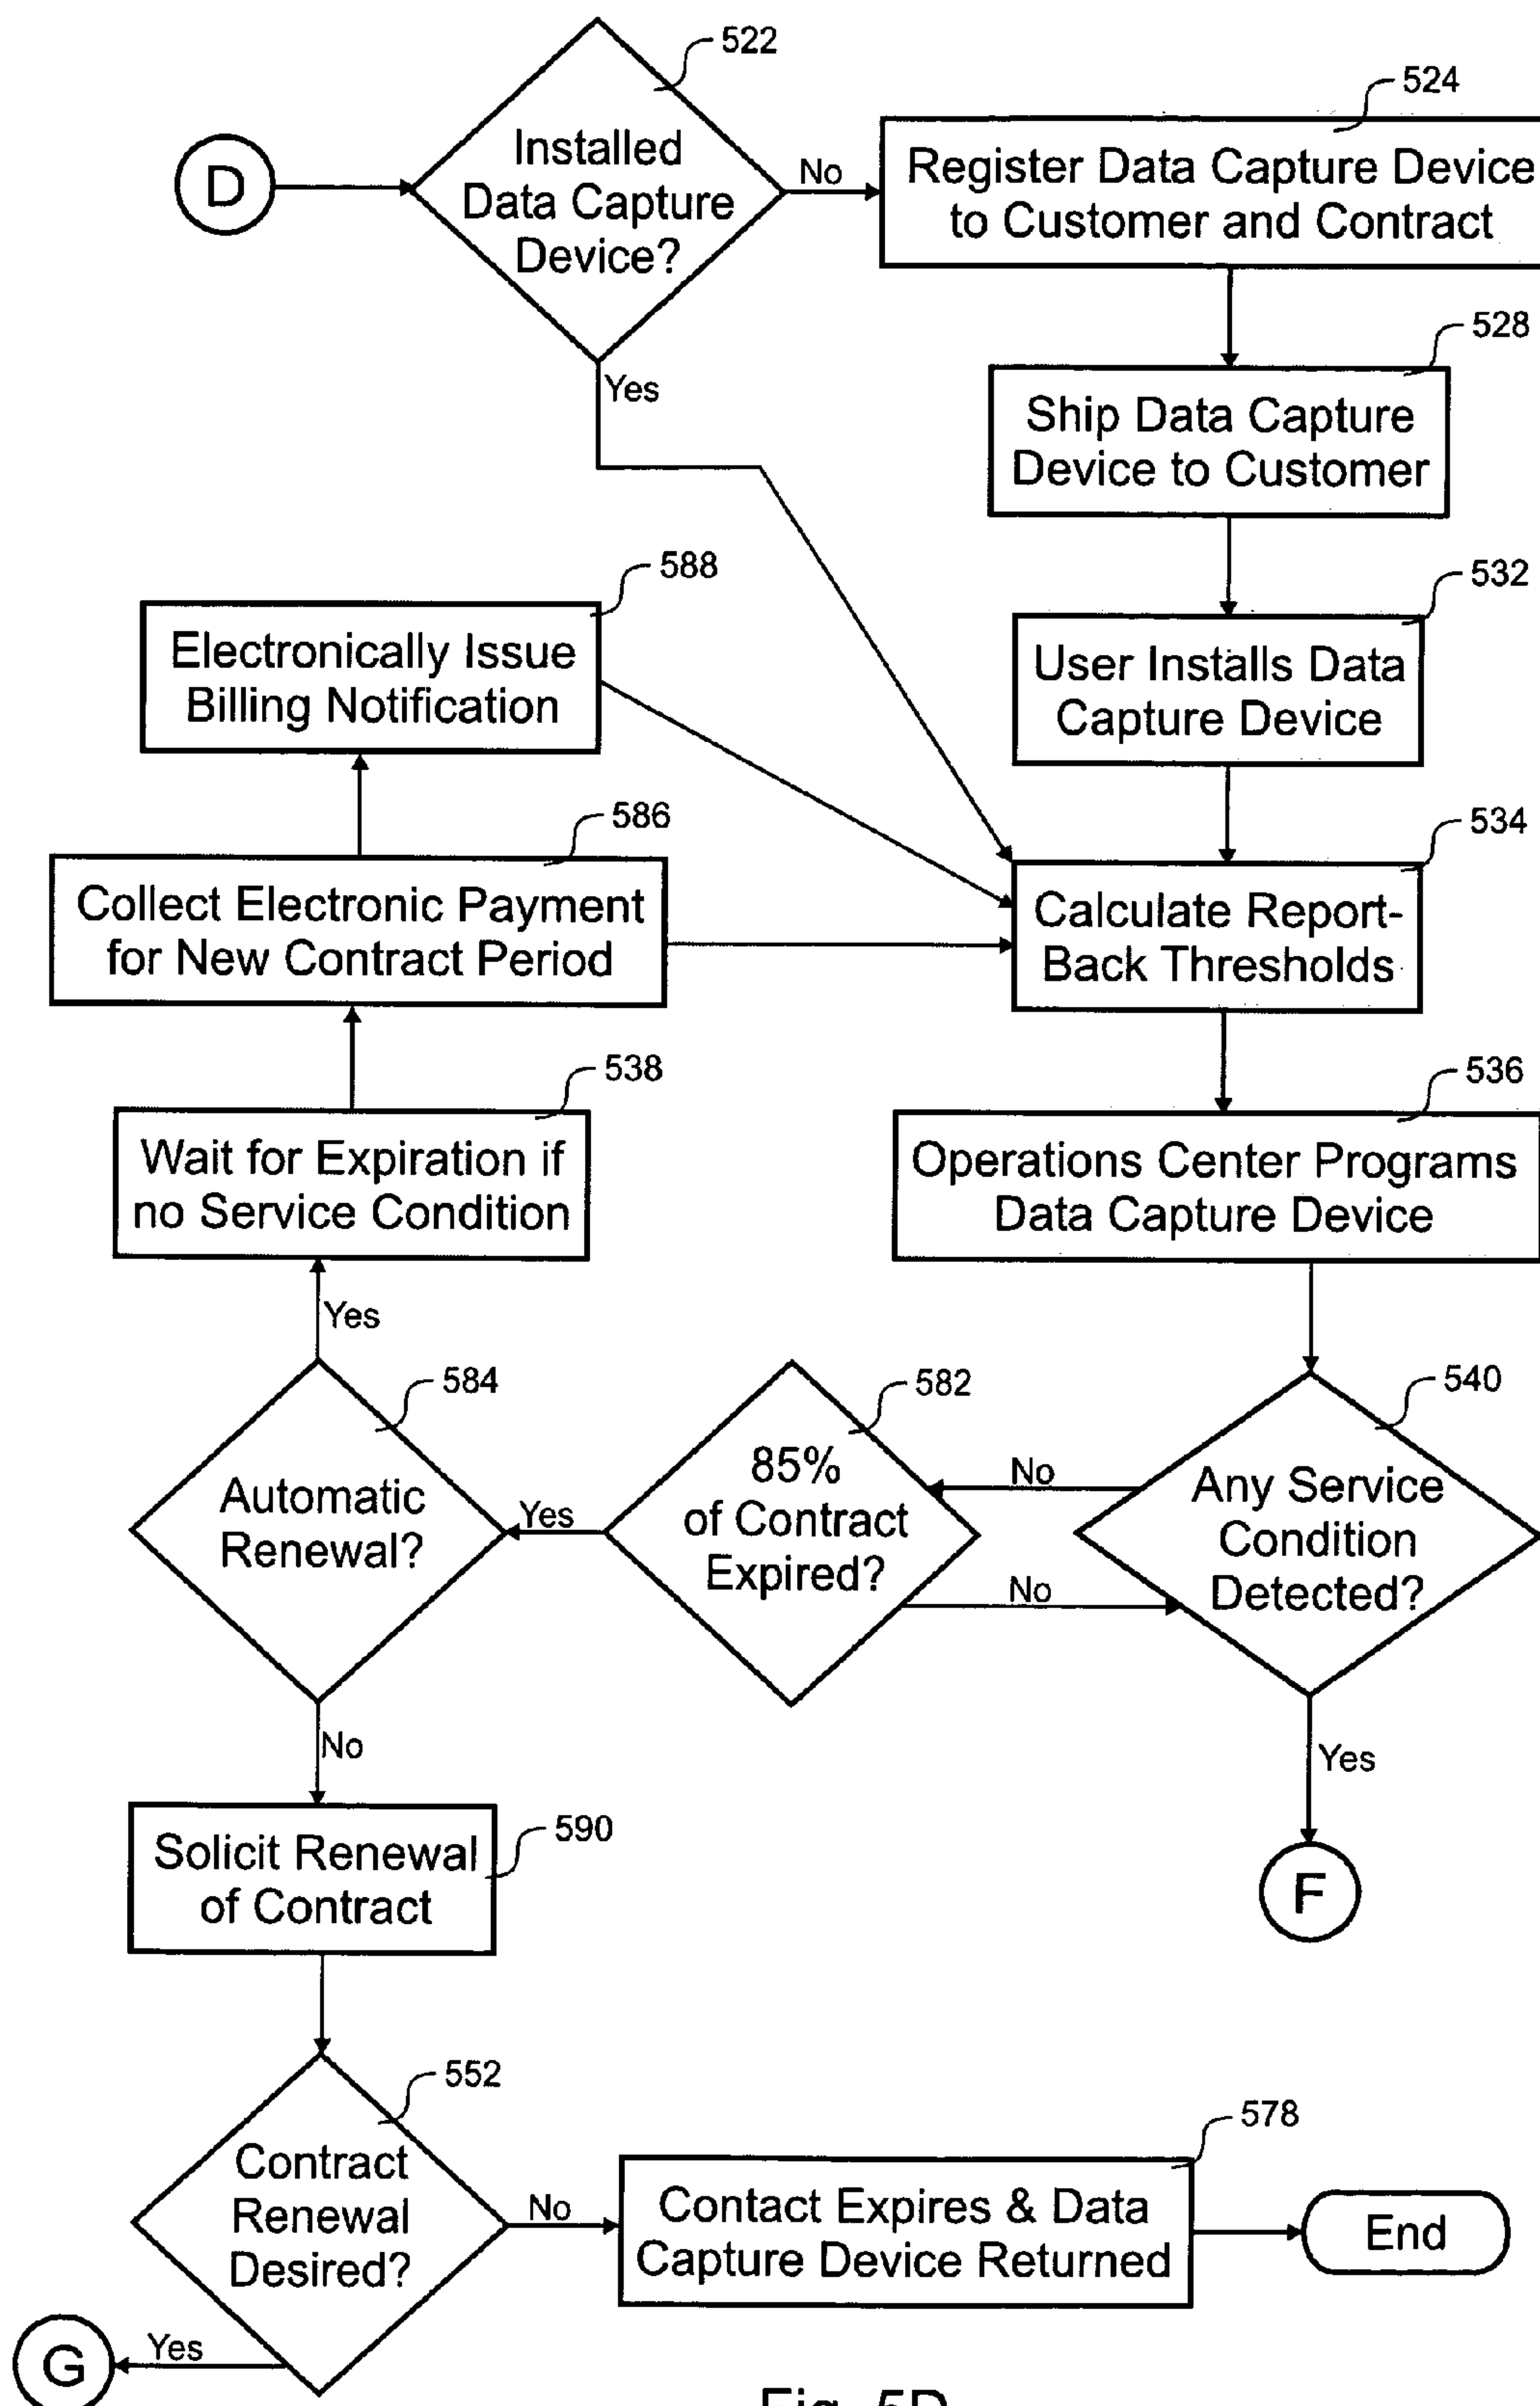 522
524
D
Installed
Data Capture
Device?
No
Register Data Capture Device
to Customer and Contract
Yes
528
Ship Data Capture
Device to Customer
588
532
Electronically Issue
Billing Notification
User Installs Data
Capture Device
586
534
Collect Electronic Payment
for New Contract Period
Calculate Report-
Back Thresholds
538
536
Wait for Expiration if
no Service Condition
Operations Center Programs
Data Capture Device
Yes
584
582
540
Automatic
Renewal?
Yes
85%
of Contract
Expired?
No
No
Any Service
Condition
Detected?
No
Yes
Solicit Renewal
of Contract
590
F
552
578
Contract
Renewal
Desired?
No
Contact Expires & Data
Capture Device Returned
End
G
Yes
Fig. 5D